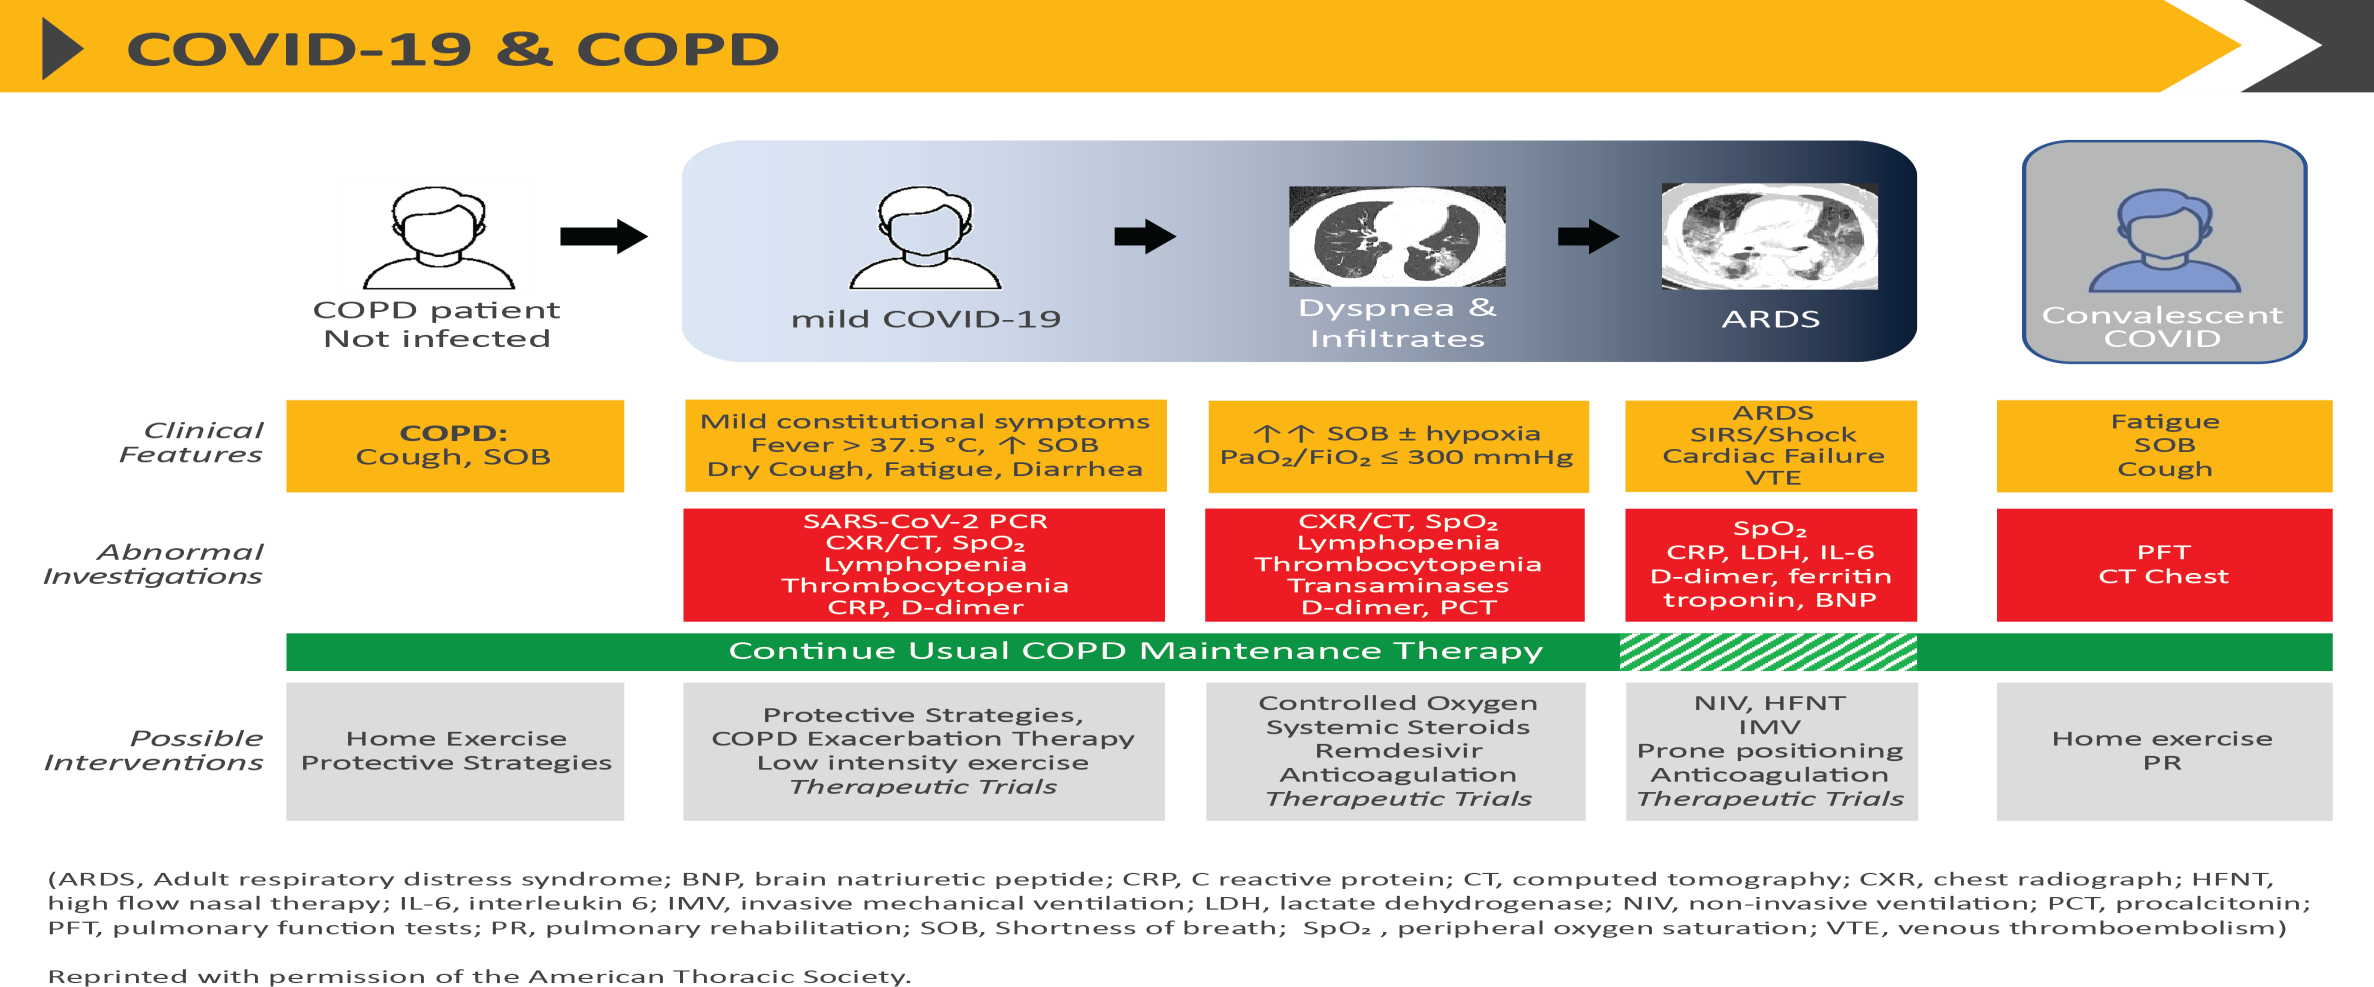 COVID-19 & COPD
COPD patient
Not infected
mild COVID-19
Dyspnea &
Infiltrates
ARDS
Convalescent
COVID
Clinical
Features
COPD:
Cough, SOB
Mild constitutional symptoms
Fever > 37.5 °C, ↑ SOB
Dry Cough, Fatigue, Diarrhea
↑↑ SOB ± hypoxia
PaO₂/FiO₂ ≤ 300 mmHg
ARDS
SIRS/Shock
Cardiac Failure
VTE
Fatigue
SOB
Cough
Abnormal
Investigations
SARS-CoV-2 PCR
CXR/CT, SpO₂
Lymphopenia
Thrombocytopenia
CRP, D-dimer
CXR/CT, SpO₂
Lymphopenia
Thrombocytopenia
Transaminases
D-dimer, PCT
SpO₂
CRP, LDH, IL-6
D-dimer, ferritin
troponin, BNP
PFT
CT Chest
Continue Usual COPD Maintenance Therapy
Possible
Interventions
Home Exercise
Protective Strategies
Protective Strategies,
COPD Exacerbation Therapy
Low intensity exercise
Therapeutic Trials
Controlled Oxygen
Systemic Steroids
Remdesivir
Anticoagulation
Therapeutic Trials
NIV, HFNT
IMV
Prone positioning
Anticoagulation
Therapeutic Trials
Home exercise
PR
(ARDS, Adult respiratory distress syndrome; BNP, brain natriuretic peptide; CRP, C reactive protein; CT, computed tomography; CXR, chest radiograph; HFNT,
high flow nasal therapy; IL-6, interleukin 6; IMV, invasive mechanical ventilation; LDH, lactate dehydrogenase; NIV, non-invasive ventilation; PCT, procalcitonin;
PFT, pulmonary function tests; PR, pulmonary rehabilitation; SOB, Shortness of breath;  SpO₂ , peripheral oxygen saturation; VTE, venous thromboembolism)
Reprinted with permission of the American Thoracic Society.